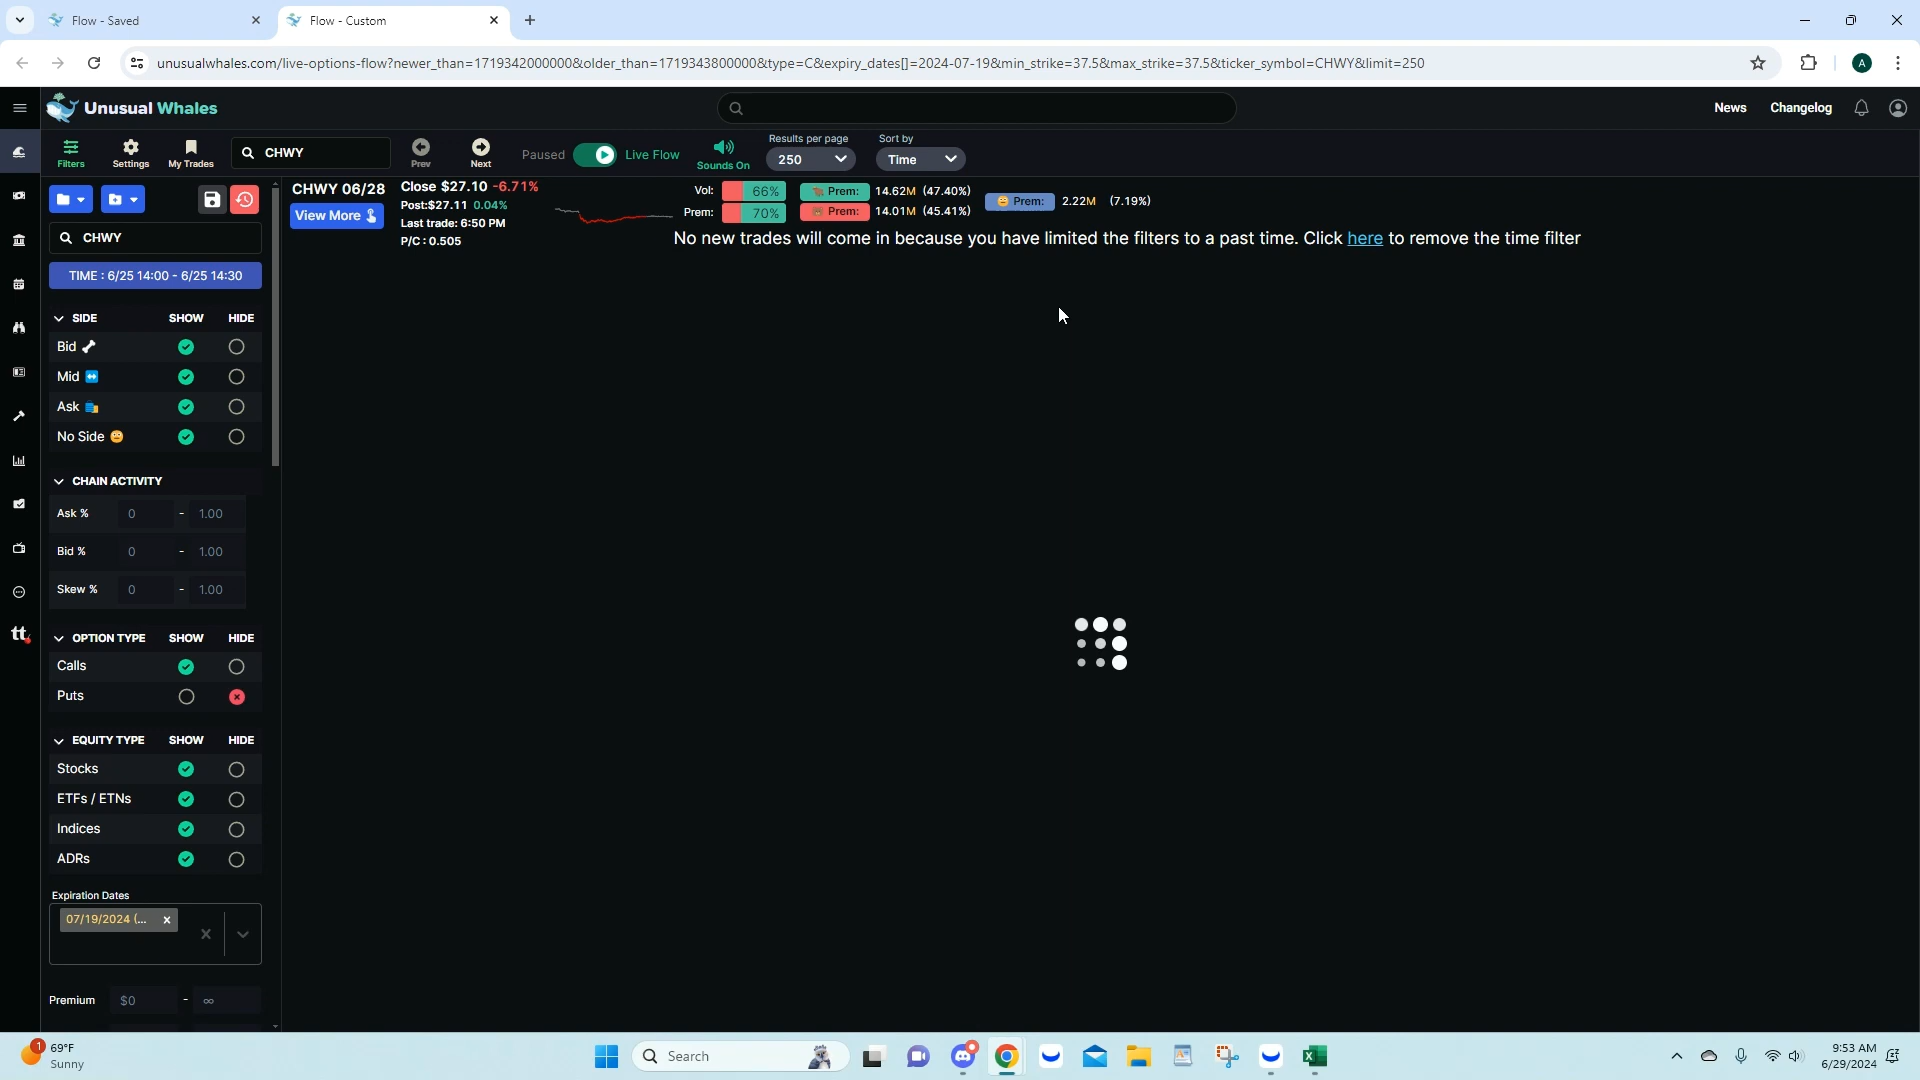 Flow - Saved
Flow - Custom
unusualwhales.com/live-options-flow?newer_than=1719342000000&older_than=1719343800000&type=C&expiry_dates[]=2024-07-19&min_strike=37.5&max_strike=37.5&ticker_symbol=CHWY&limit=250
A
Unusual Whales
News
Changelog
Filters
Settings
My Trades
CHWY
Prev
Next
Paused
Live Flow
Sounds On
Results per page
250
Sort by
Time
CHWY 06/28
View More
Close $27.10 -6.71%
Post:$27.11 0.04%
Last trade: 6:50 PM
P/C : 0.505
Vol: 66%
Prem: 70%
Prem: 14.62M (47.40%)
Prem: 14.01M (45.41%)
Prem: 2.22M (7.19%)
No new trades will come in because you have limited the filters to a past time. Click here to remove the time filter
CHWY
TIME : 6/25 14:00 - 6/25 14:30
SIDE SHOW HIDE
Bid
Mid
Ask
No Side
CHAIN ACTIVITY
Ask % 0 - 1.00
Bid % 0 - 1.00
Skew % 0 - 1.00
OPTION TYPE SHOW HIDE
Calls
Puts
EQUITY TYPE SHOW HIDE
Stocks
ETFs / ETNs
Indices
ADRs
Expiration Dates
07/19/2024 (...
Premium $0 - ∞
tt
1
69°F
Sunny
Search
9:53 AM
6/29/2024